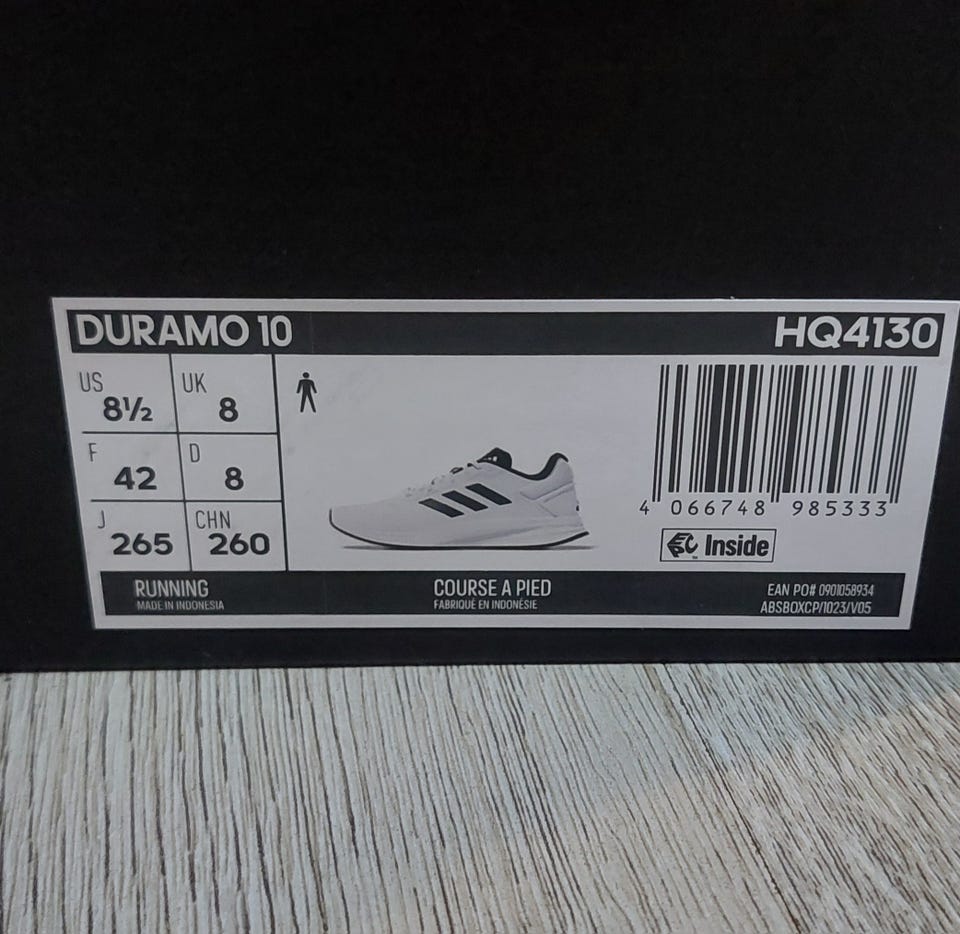 DURAMO 10 HQ4130
US 8½ UK 8
F 42 D 8
J 265 CHN 260
4 066748 985333
Inside
RUNNING COURSE A PIED EAN PO# 0901058934
MADE IN INDONESIA FABRIQUÉ EN INDONÉSIE ABSBOXCP/1023/V05